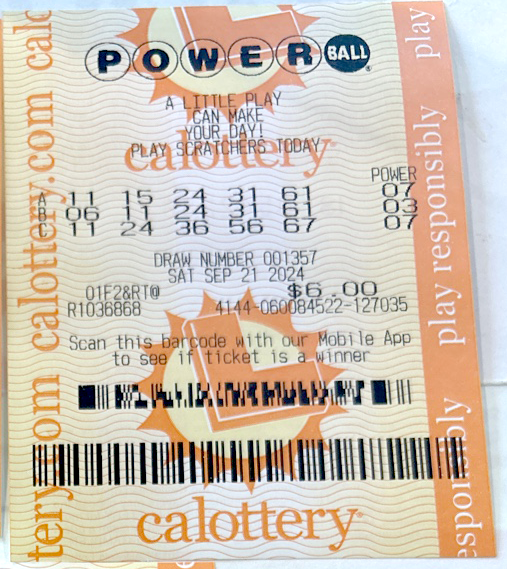 POWERBALL®
A LITTLE PLAY
CAN MAKE
YOUR DAY!
PLAY SCRATCHERS TODAY
calottery®
POWER
A 11 15 24 31 61 07
B 06 11 24 31 61 03
C 11 24 36 56 67 07
DRAW NUMBER 001357
SAT SEP 21 2024
01F2&RT@ $6.00
R1036868 4144-060084522-127035
Scan this barcode with our Mobile App
to see if ticket is a winner
calottery®
tery.com calottery.com calo
esponsibly play responsibly play